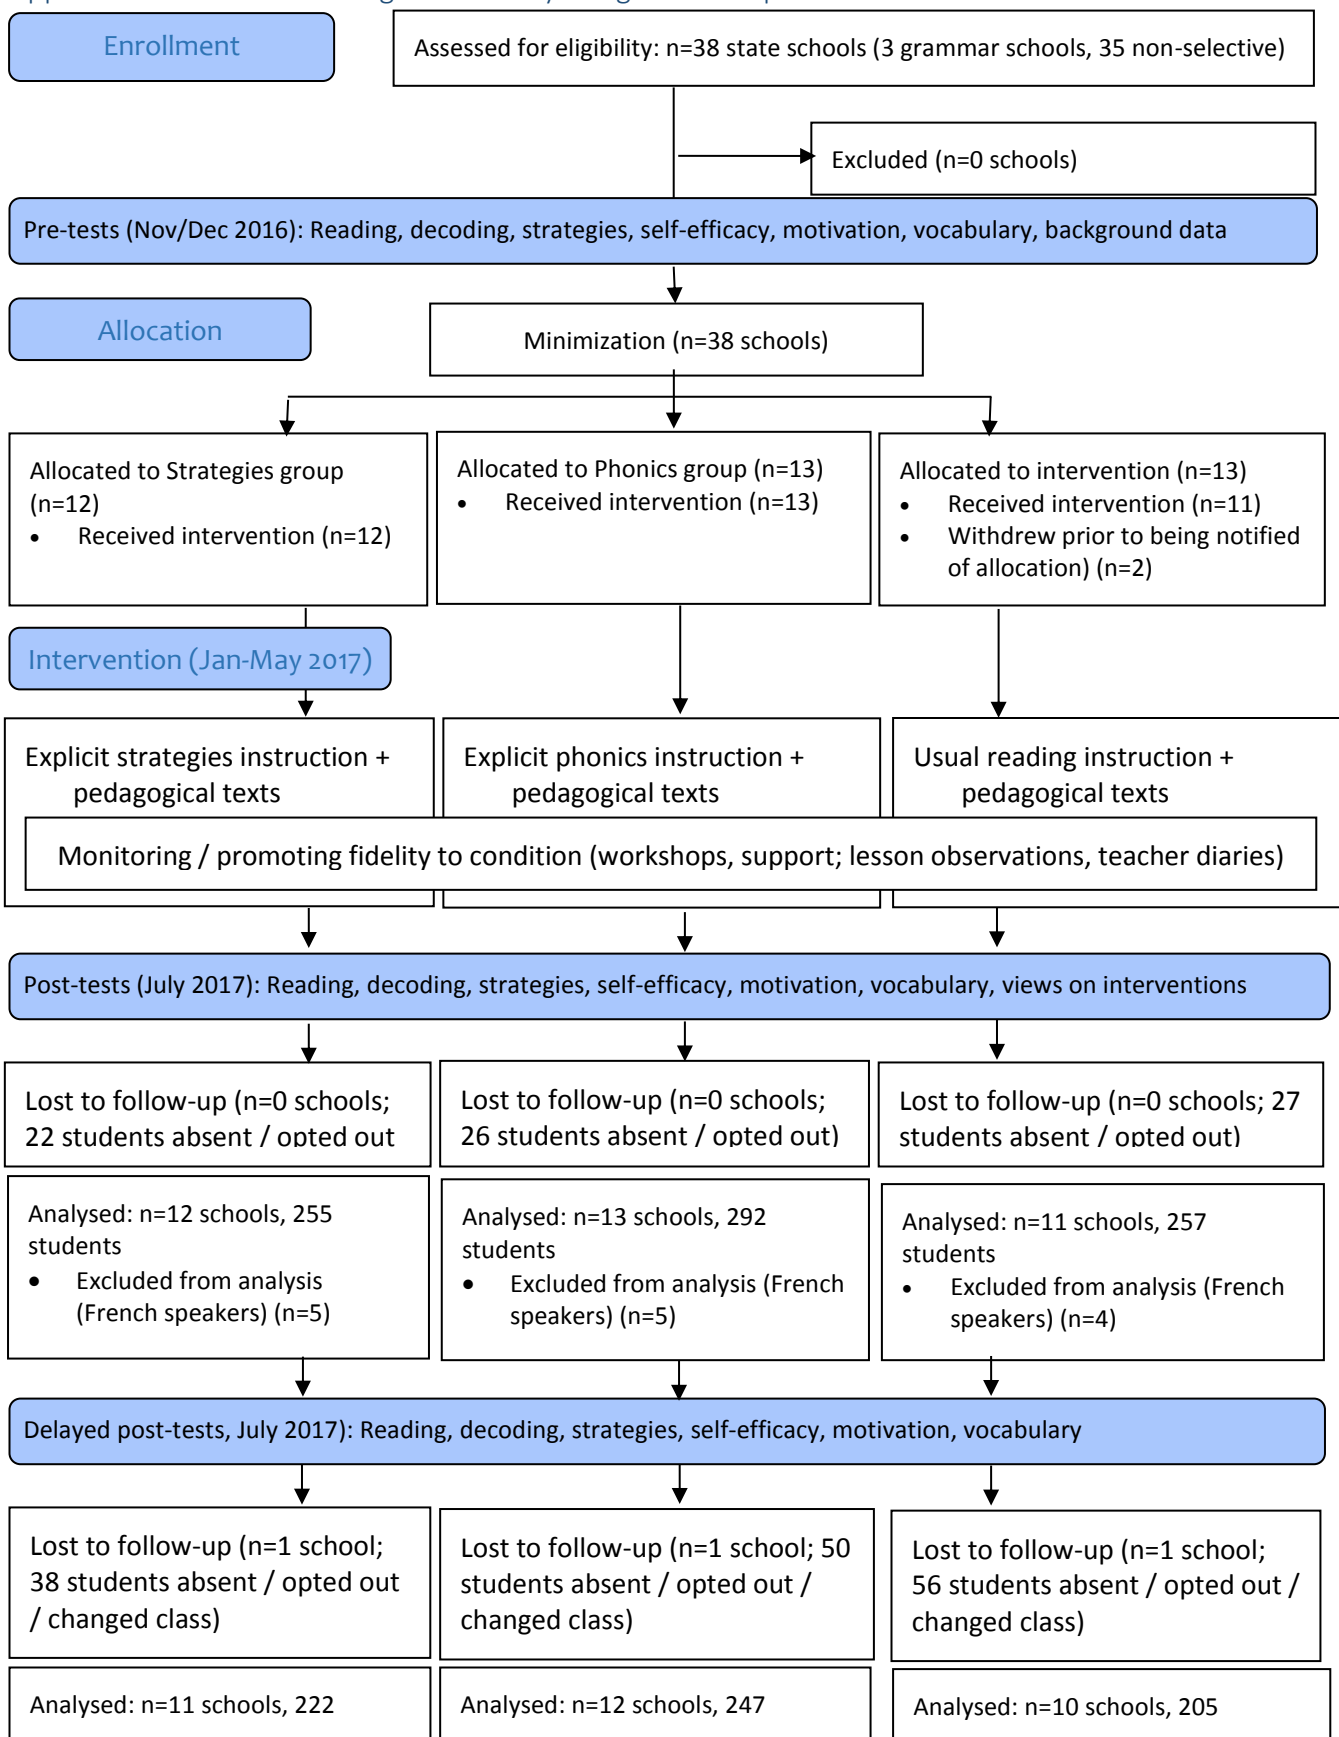 Enrollment
Assessed for eligibility: n=38 state schools (3 grammar schools, 35 non-selective)
Excluded (n=0 schools)
Pre-tests (Nov/Dec 2016): Reading, decoding, strategies, self-efficacy, motivation, vocabulary, background data
Allocation
Minimization (n=38 schools)
Allocated to Strategies group
(n=12)
• Received intervention (n=12)
Allocated to Phonics group (n=13)
• Received intervention (n=13)
Allocated to intervention (n=13)
• Received intervention (n=11)
• Withdrew prior to being notified
of allocation) (n=2)
Intervention (Jan-May 2017)
Explicit strategies instruction +
pedagogical texts
Explicit phonics instruction +
pedagogical texts
Usual reading instruction +
pedagogical texts
Monitoring / promoting fidelity to condition (workshops, support; lesson observations, teacher diaries)
Post-tests (July 2017): Reading, decoding, strategies, self-efficacy, motivation, vocabulary, views on interventions
Lost to follow-up (n=0 schools;
22 students absent / opted out
Lost to follow-up (n=0 schools;
26 students absent / opted out)
Lost to follow-up (n=0 schools; 27
students absent / opted out)
Analysed: n=12 schools, 255
students
• Excluded from analysis
(French speakers) (n=5)
Analysed: n=13 schools, 292
students
• Excluded from analysis (French
speakers) (n=5)
Analysed: n=11 schools, 257
students
• Excluded from analysis (French
speakers) (n=4)
Delayed post-tests, July 2017): Reading, decoding, strategies, self-efficacy, motivation, vocabulary
Lost to follow-up (n=1 school;
38 students absent / opted out
/ changed class)
Lost to follow-up (n=1 school; 50
students absent / opted out /
changed class)
Lost to follow-up (n=1 school;
56 students absent / opted out /
changed class)
Analysed: n=11 schools, 222
Analysed: n=12 schools, 247
Analysed: n=10 schools, 205